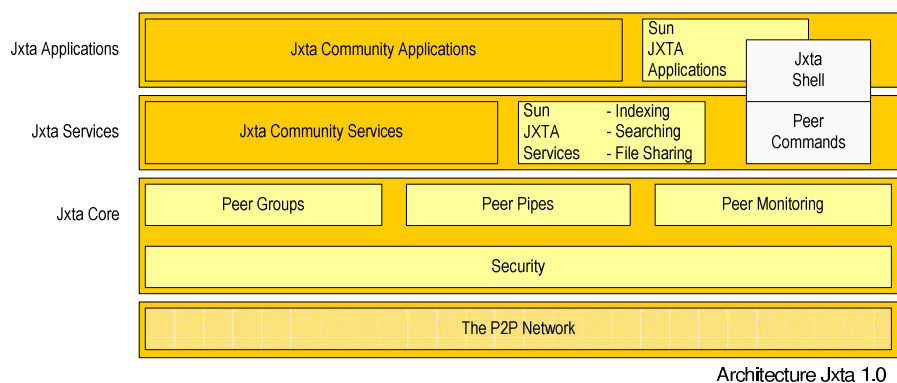 Jxta Applications
Jxta Community Applications
Sun
JXTA
Applications
Jxta
Shell
Jxta Services
Jxta Community Services
Sun - Indexing
JXTA - Searching
Services - File Sharing
Peer
Commands
Jxta Core
Peer Groups
Peer Pipes
Peer Monitoring
Security
The P2P Network
Architecture Jxta 1.0